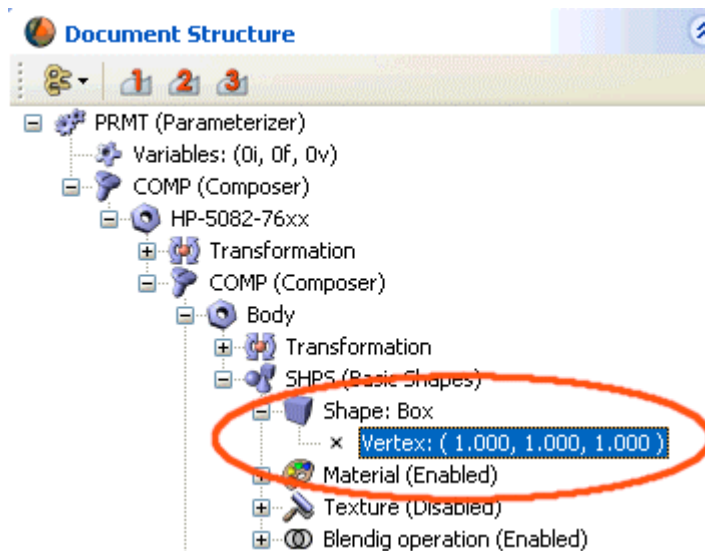 Document Structure
1 2 3
PRMT (Parameterizer)
Variables: (0i, 0f, 0v)
COMP (Composer)
HP-5082-76xx
Transformation
COMP (Composer)
Body
Transformation
SHPS (Basic Shapes)
Shape: Box
Vertex: ( 1.000, 1.000, 1.000 )
Material (Enabled)
Texture (Disabled)
Blendig operation (Enabled)